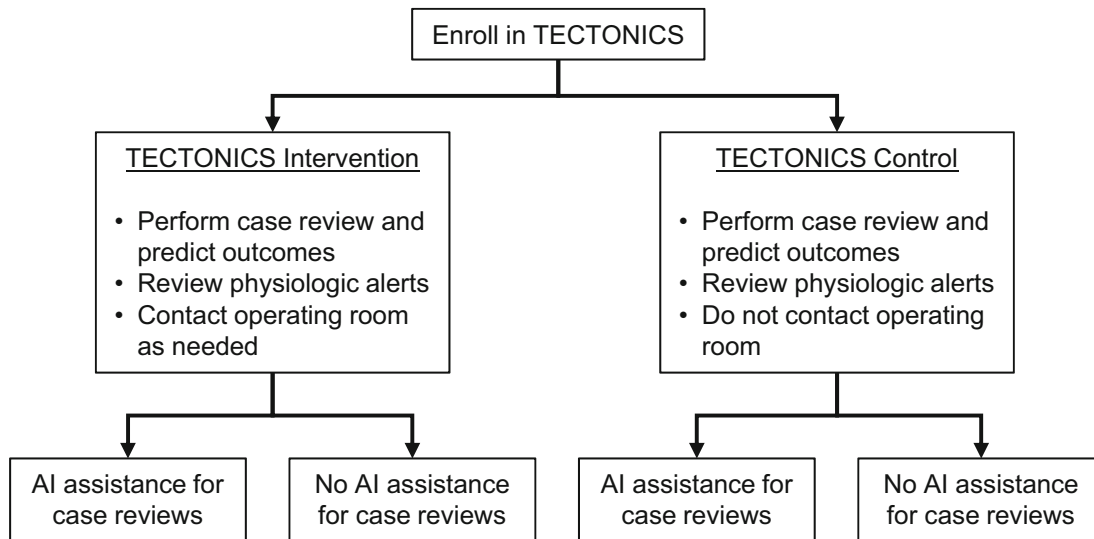 Enroll in TECTONICS
TECTONICS Intervention
• Perform case review and
predict outcomes
• Review physiologic alerts
• Contact operating room
as needed
TECTONICS Control
• Perform case review and
predict outcomes
• Review physiologic alerts
• Do not contact operating
room
AI assistance for
case reviews
No AI assistance
for case reviews
AI assistance for
case reviews
No AI assistance
for case reviews